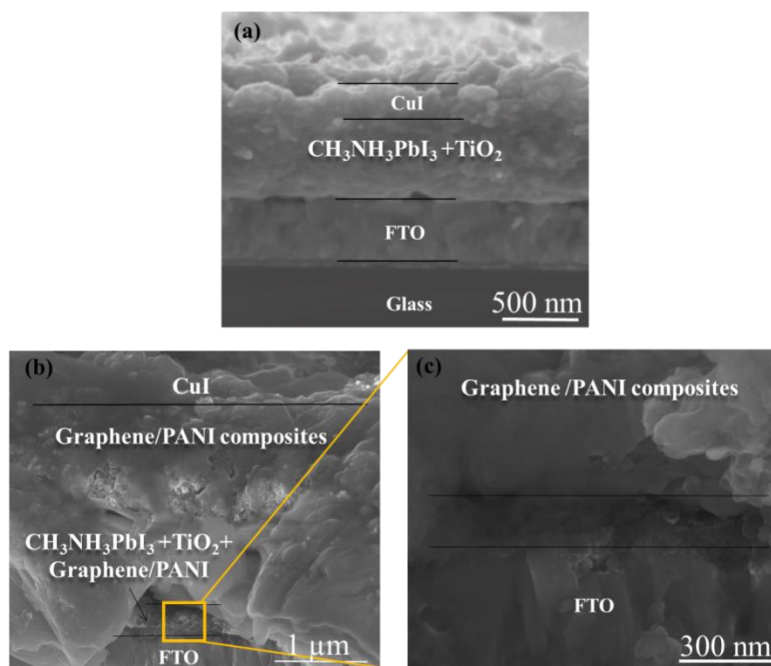 (a)
CuI
CH₃NH₃PbI₃+TiO₂
FTO
Glass
500 nm
(b)
CuI
Graphene/PANI composites
CH₃NH₃PbI₃+TiO₂+
Graphene/PANI
FTO
1 µm
(c)
Graphene /PANI composites
FTO
300 nm